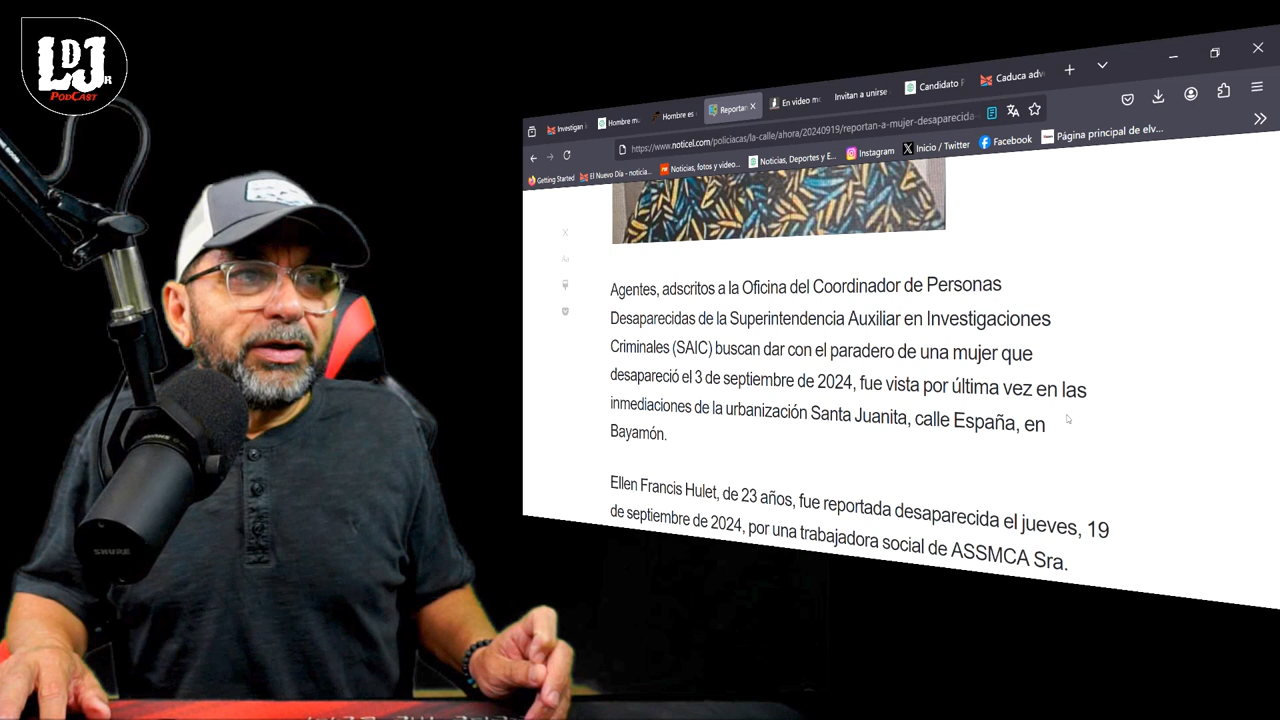 LDJR
PODCAST
Investigan
Hombre m
Hombre es
Reportan
En video m
Invitan a unirse
Candidato P
Caduca adv
https://www.noticel.com/policiacas/la-calle/ahora/20240919/reportan-a-mujer-desaparecida-
Getting Started
El Nuevo Día - noticia...
Noticias, fotos y video...
Noticias, Deportes y E...
Instagram
Inicio / Twitter
Facebook
Página principal de elv...
Aa
Agentes, adscritos a la Oficina del Coordinador de Personas
Desaparecidas de la Superintendencia Auxiliar en Investigaciones
Criminales (SAIC) buscan dar con el paradero de una mujer que
desapareció el 3 de septiembre de 2024, fue vista por última vez en las
inmediaciones de la urbanización Santa Juanita, calle España, en
Bayamón.
Ellen Francis Hulet, de 23 años, fue reportada desaparecida el jueves, 19
de septiembre de 2024, por una trabajadora social de ASSMCA Sra.
SHURE